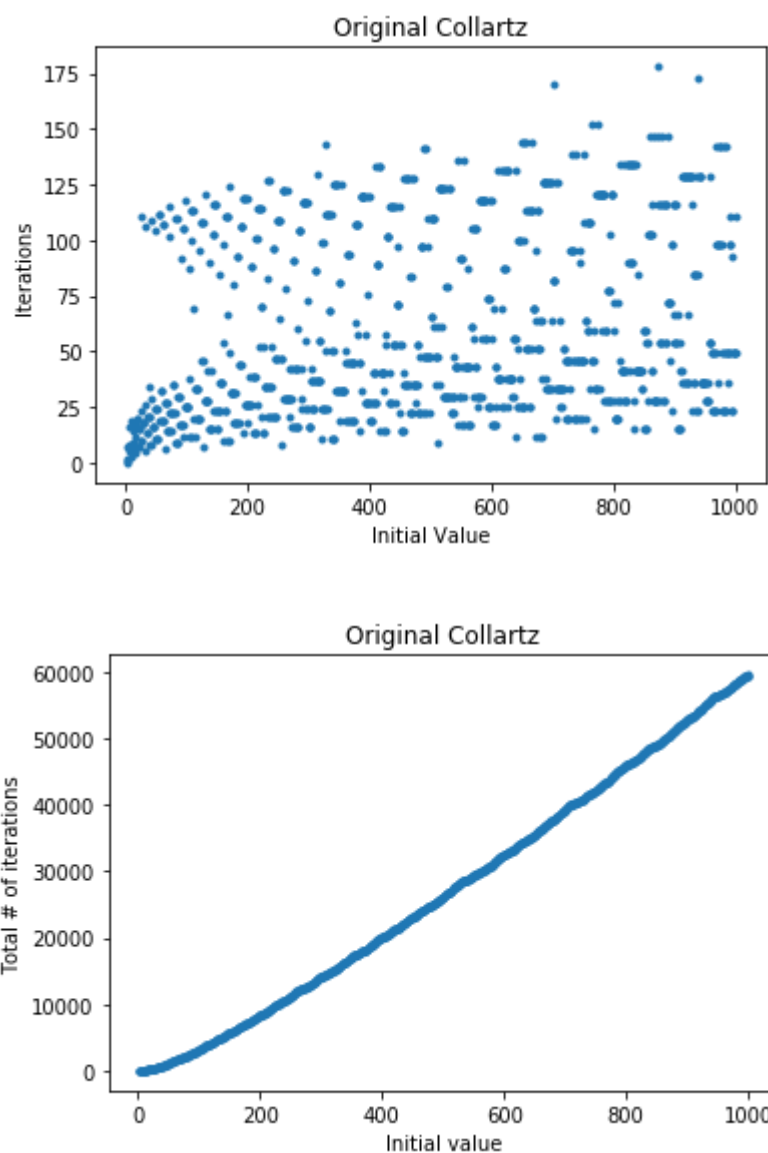 Original Collartz
175
150
125
100
75
50
25
0
Iterations
0 200 400 600 800 1000
Initial Value
Original Collartz
60000
50000
40000
30000
20000
10000
0
Total # of iterations
0 200 400 600 800 1000
Initial value